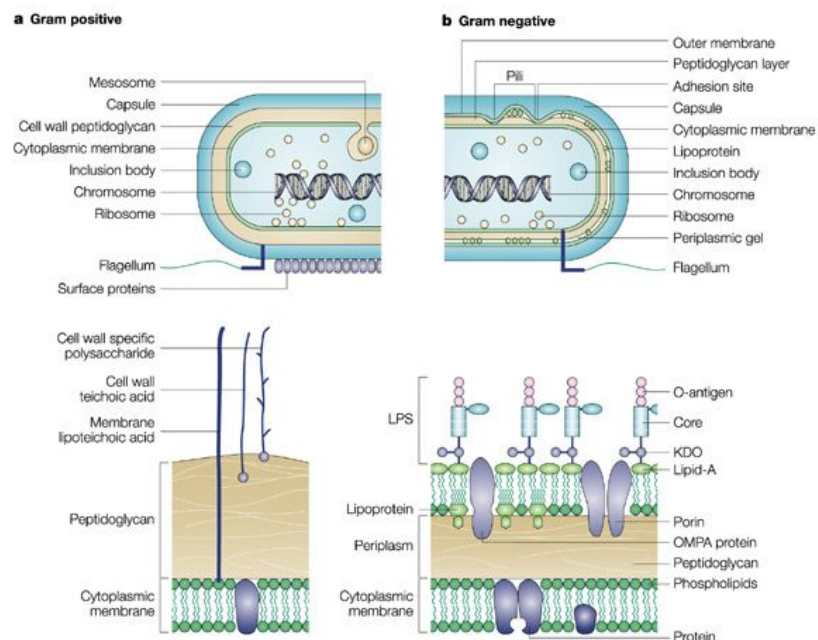 a Gram positive
Mesosome
Capsule
Cell wall peptidoglycan
Cytoplasmic membrane
Inclusion body
Chromosome
Ribosome
Flagellum
Surface proteins
b Gram negative
Pili
Outer membrane
Peptidoglycan layer
Adhesion site
Capsule
Cytoplasmic membrane
Lipoprotein
Inclusion body
Chromosome
Ribosome
Periplasmic gel
Flagellum
Cell wall specific
polysaccharide
Cell wall
teichoic acid
Membrane
lipoteichoic acid
Peptidoglycan
Cytoplasmic
membrane
LPS
Lipoprotein
Periplasm
Cytoplasmic
membrane
O-antigen
Core
KDO
Lipid-A
Porin
OMPA protein
Peptidoglycan
Phospholipids
Protein